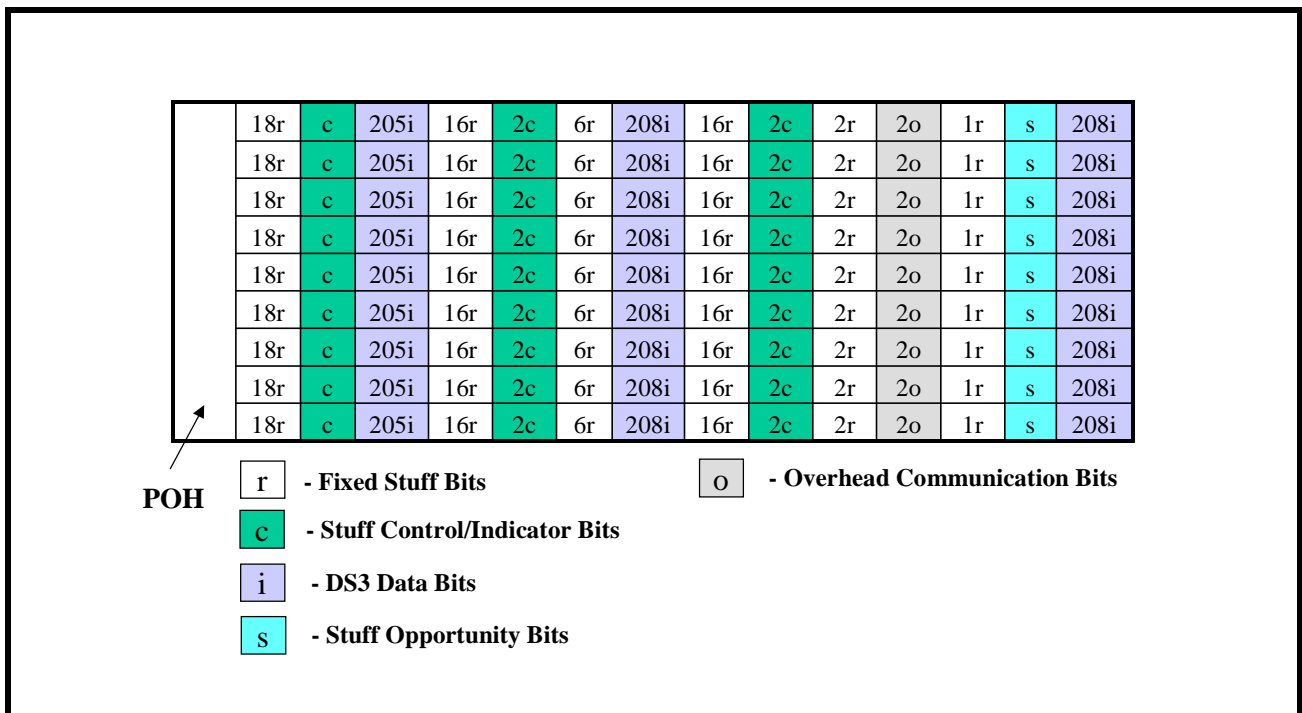 18r c 205i 16r 2c 6r 208i 16r 2c 2r 2o 1r s 208i
18r c 205i 16r 2c 6r 208i 16r 2c 2r 2o 1r s 208i
18r c 205i 16r 2c 6r 208i 16r 2c 2r 2o 1r s 208i
18r c 205i 16r 2c 6r 208i 16r 2c 2r 2o 1r s 208i
18r c 205i 16r 2c 6r 208i 16r 2c 2r 2o 1r s 208i
18r c 205i 16r 2c 6r 208i 16r 2c 2r 2o 1r s 208i
18r c 205i 16r 2c 6r 208i 16r 2c 2r 2o 1r s 208i
18r c 205i 16r 2c 6r 208i 16r 2c 2r 2o 1r s 208i
18r c 205i 16r 2c 6r 208i 16r 2c 2r 2o 1r s 208i
POH
r - Fixed Stuff Bits
o - Overhead Communication Bits
c - Stuff Control/Indicator Bits
i - DS3 Data Bits
s - Stuff Opportunity Bits